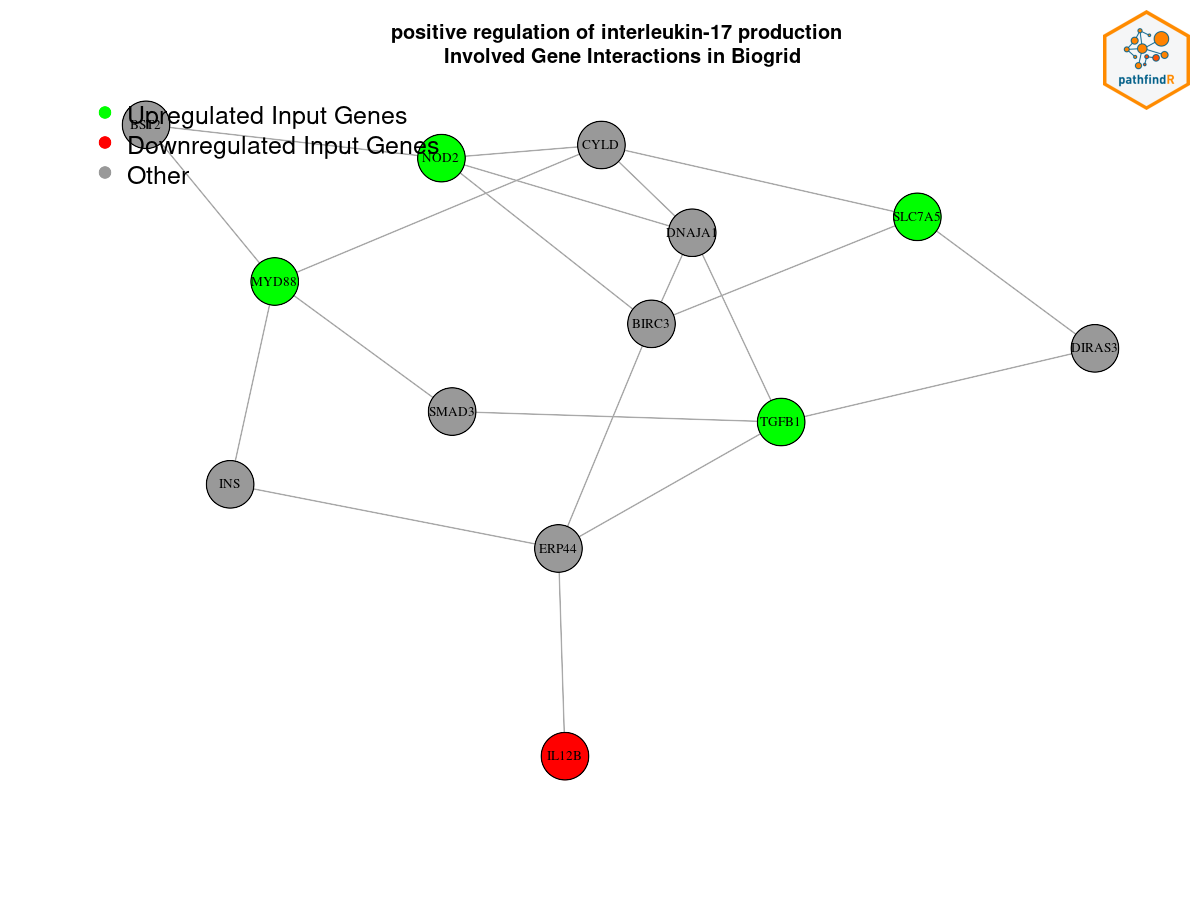 positive regulation of interleukin-17 production
Involved Gene Interactions in Biogrid
pathfindR
Upregulated Input Genes
Downregulated Input Genes
Other
BST2
NOD2
CYLD
SLC7A5
DNAJA1
MYD88
BIRC3
DIRAS3
SMAD3
TGFB1
INS
ERP44
IL12B